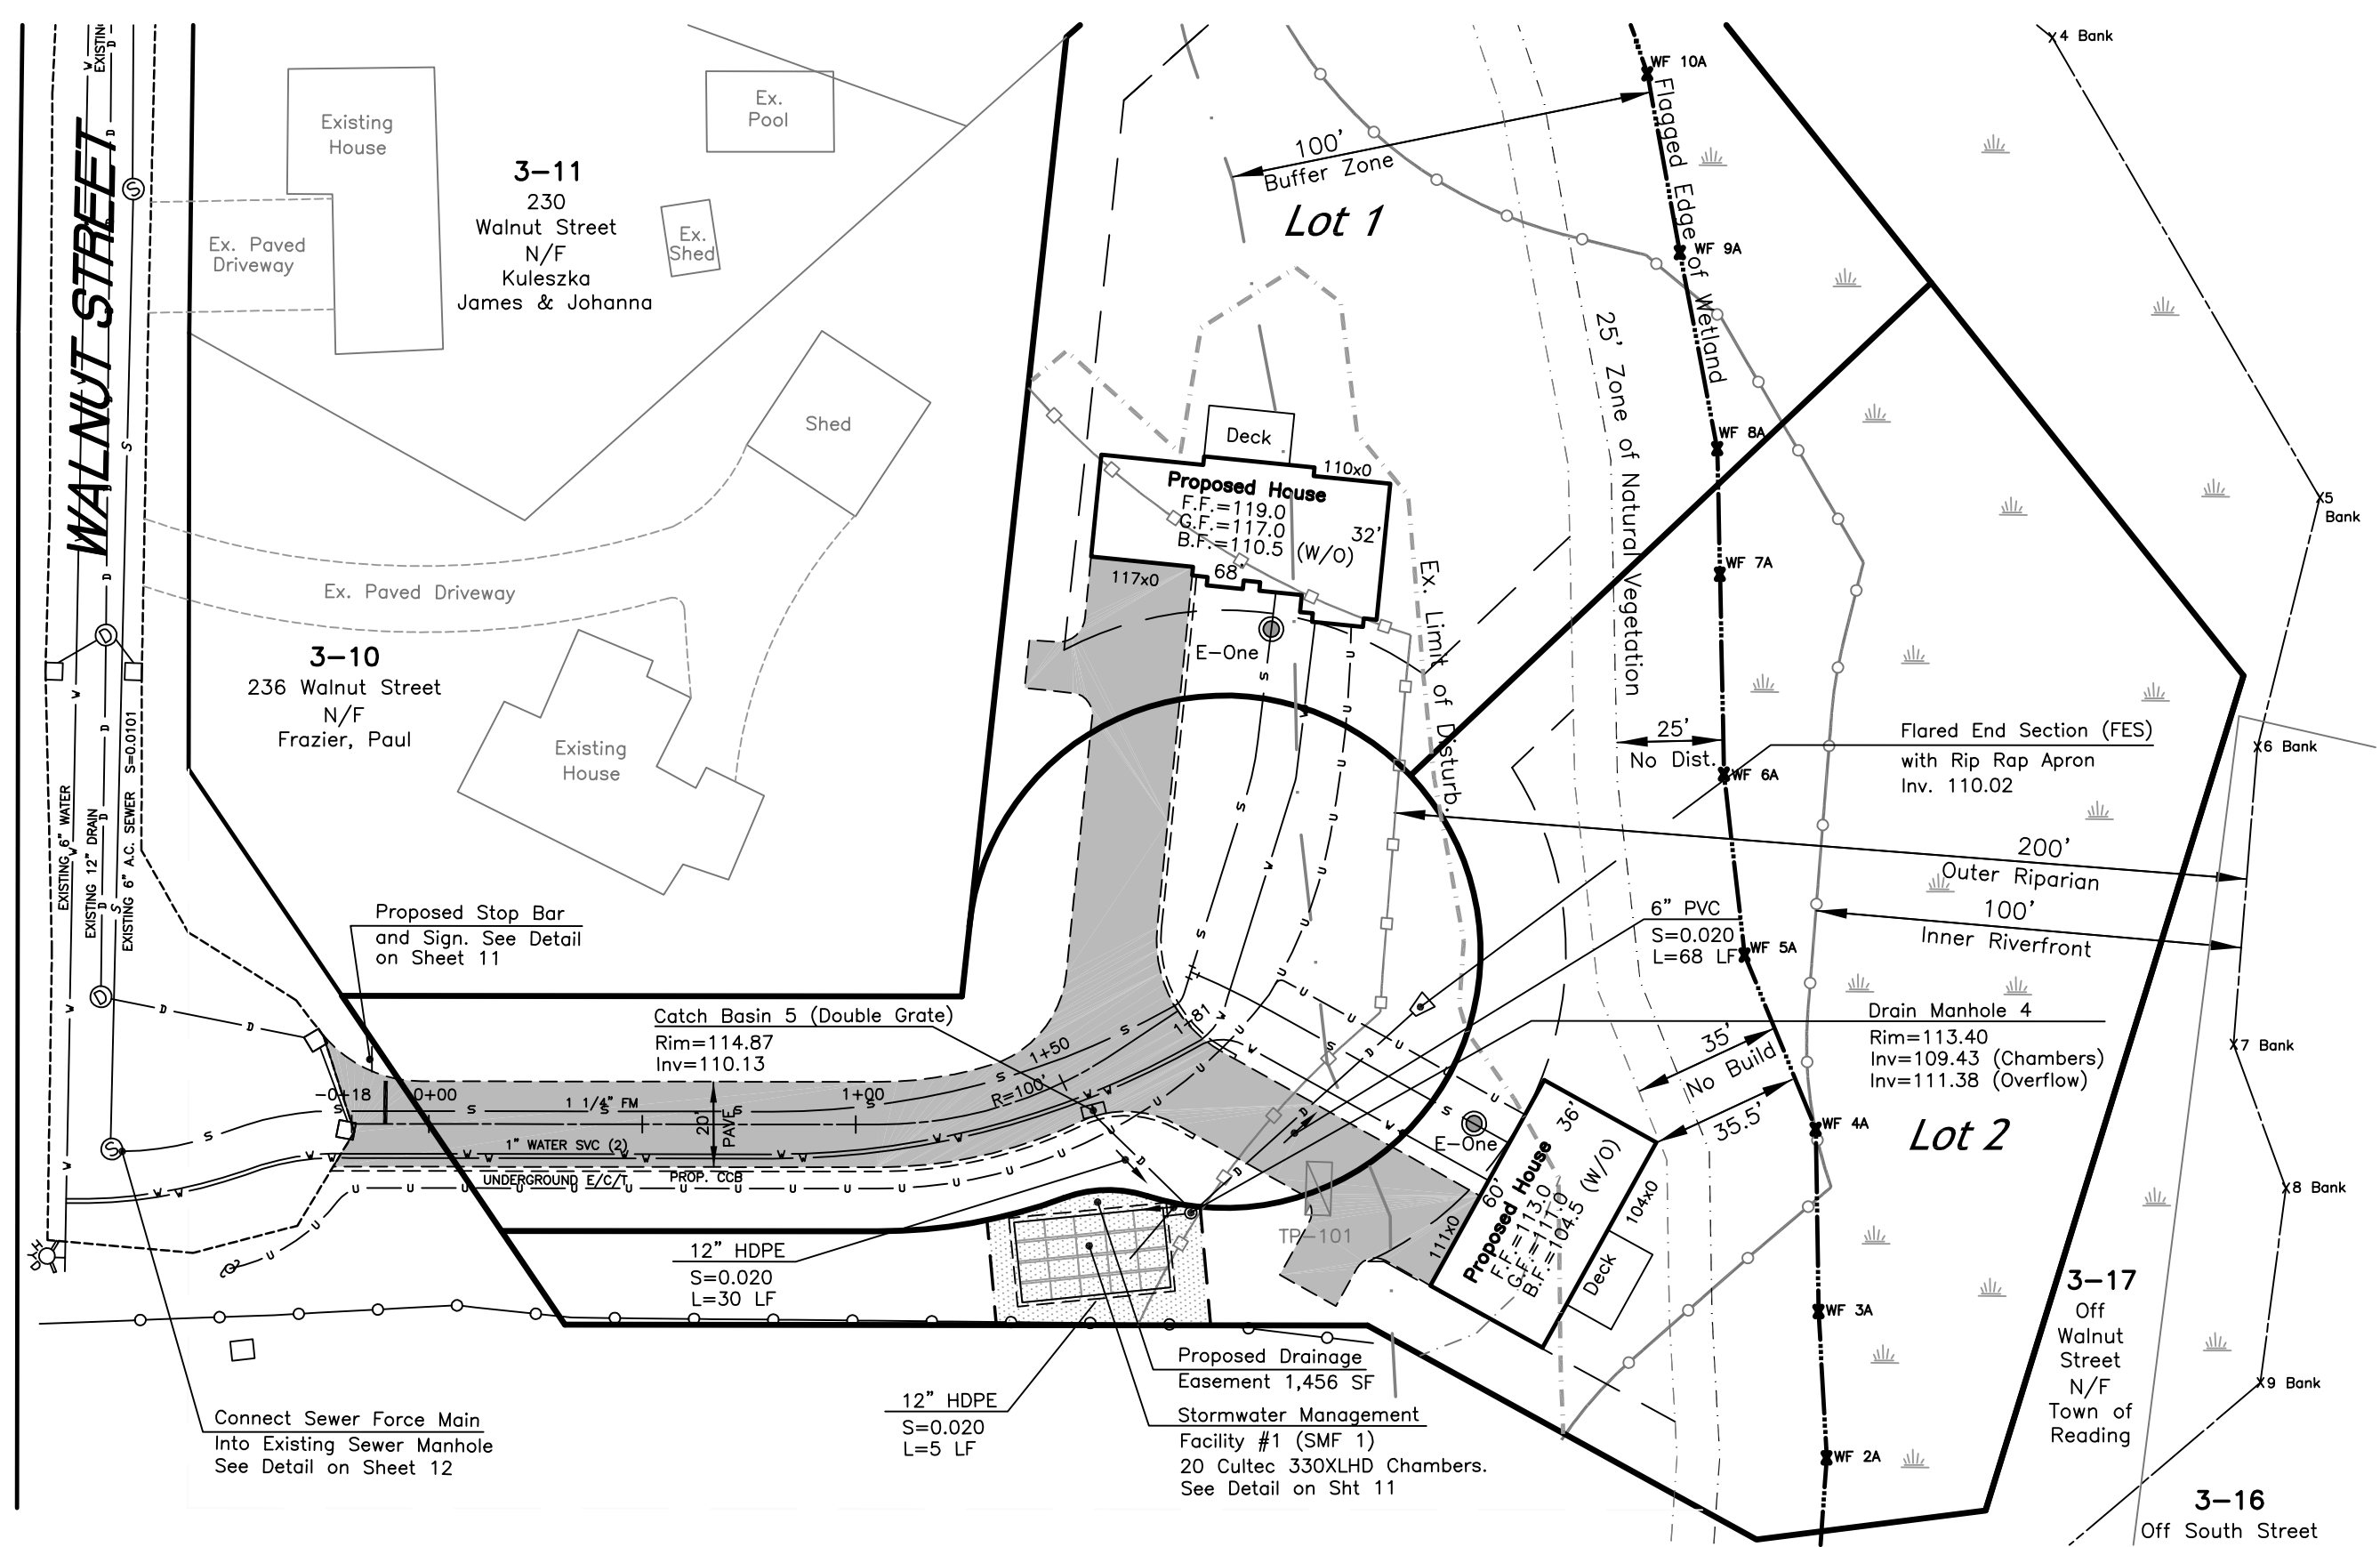 WALNUT STREET
EXISTING
W
D
S
Existing
House
Ex. Paved
Driveway
3-11
230
Walnut Street
N/F
Kuleszka
James & Johanna
Ex.
Pool
Ex.
Shed
Shed
Ex. Paved Driveway
3-10
236 Walnut Street
N/F
Frazier, Paul
Existing
House
EXISTING 6" WATER
EXISTING 12" DRAIN
EXISTING 6" A.C. SEWER S=0.0101
100'
Buffer Zone
Lot 1
WF 10A
Flagged Edge of Wetland
WF 9A
WF 8A
WF 7A
WF 6A
WF 5A
WF 4A
WF 3A
WF 2A
4 Bank
5
Bank
6 Bank
7 Bank
8 Bank
9 Bank
25' Zone of Natural Vegetation
Deck
110x0
Proposed House
F.F.=119.0
G.F.=117.0
B.F.=110.5 (W/O)
32'
68'
117x0
E-One
Ex. Limit of Disturb.
25'
No Dist.
Flared End Section (FES)
with Rip Rap Apron
Inv. 110.02
200'
Outer Riparian
100'
Inner Riverfront
6" PVC
S=0.020
L=68 LF
Drain Manhole 4
Rim=113.40
Inv=109.43 (Chambers)
Inv=111.38 (Overflow)
35'
No Build
35.5'
Lot 2
Proposed Stop Bar
and Sign. See Detail
on Sheet 11
Catch Basin 5 (Double Grate)
Rim=114.87
Inv=110.13
-0+18
0+00
1+00
1+50
1+81
R=100'
1 1/4" FM
20'
PAVE
1" WATER SVC (2)
UNDERGROUND E/C/T
PROP. CCB
E-One
36'
60'
Proposed House
F.F.=113.0
G.F.=111.0
B.F.=104.5 (W/O)
111x0
104x0
Deck
TP-101
HYD
12" HDPE
S=0.020
L=30 LF
12" HDPE
S=0.020
L=5 LF
Proposed Drainage
Easement 1,456 SF
Stormwater Management
Facility #1 (SMF 1)
20 Cultec 330XLHD Chambers.
See Detail on Sht 11
Connect Sewer Force Main
Into Existing Sewer Manhole
See Detail on Sheet 12
3-17
Off
Walnut
Street
N/F
Town of
Reading
3-16
Off South Street